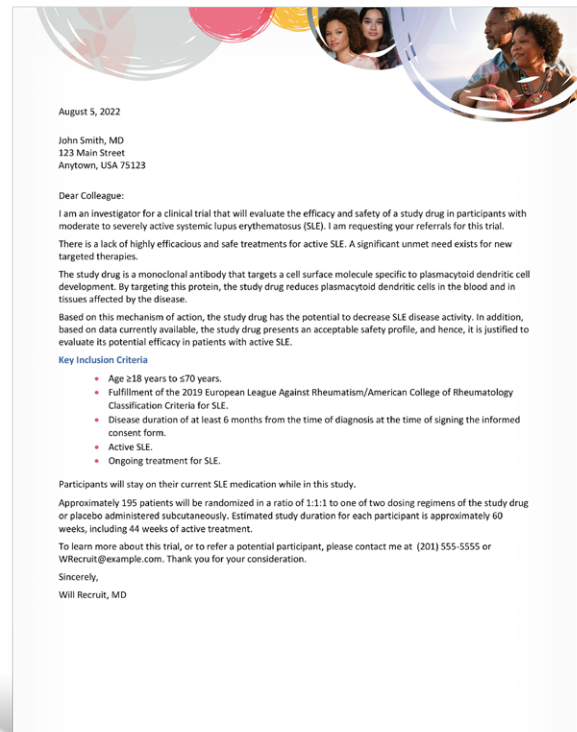 August 5, 2022
John Smith, MD
123 Main Street
Anytown, USA 75123
Dear Colleague:
I am an investigator for a clinical trial that will evaluate the efficacy and safety of a study drug in participants with
moderate to severely active systemic lupus erythematosus (SLE). I am requesting your referrals for this trial.
There is a lack of highly efficacious and safe treatments for active SLE. A significant unmet need exists for new
targeted therapies.
The study drug is a monoclonal antibody that targets a cell surface molecule specific to plasmacytoid dendritic cell
development. By targeting this protein, the study drug reduces plasmacytoid dendritic cells in the blood and in
tissues affected by the disease.
Based on this mechanism of action, the study drug has the potential to decrease SLE disease activity. In addition,
based on data currently available, the study drug presents an acceptable safety profile, and hence, it is justified to
evaluate its potential efficacy in patients with active SLE.
Key Inclusion Criteria
• Age ≥18 years to ≤70 years.
• Fulfillment of the 2019 European League Against Rheumatism/American College of Rheumatology
Classification Criteria for SLE.
• Disease duration of at least 6 months from the time of diagnosis at the time of signing the informed
consent form.
• Active SLE.
• Ongoing treatment for SLE.
Participants will stay on their current SLE medication while in this study.
Approximately 195 patients will be randomized in a ratio of 1:1:1 to one of two dosing regimens of the study drug
or placebo administered subcutaneously. Estimated study duration for each participant is approximately 60
weeks, including 44 weeks of active treatment.
To learn more about this trial, or to refer a potential participant, please contact me at  (201) 555-5555 or
WRecruit@example.com. Thank you for your consideration.
Sincerely,
Will Recruit, MD